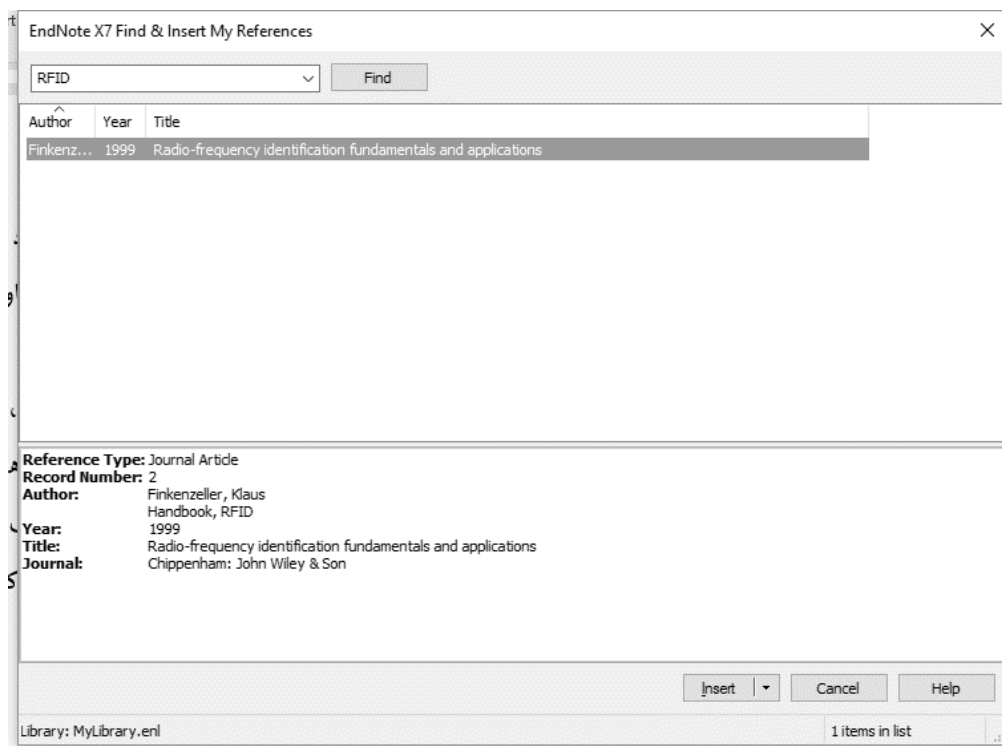 EndNote X7 Find & Insert My References
RFID
Find
Author Year Title
Finkenz... 1999 Radio-frequency identification fundamentals and applications
Reference Type: Journal Article
Record Number: 2
Author: Finkenzeller, Klaus
Handbook, RFID
Year: 1999
Title: Radio-frequency identification fundamentals and applications
Journal: Chippenham: John Wiley & Son
Insert Cancel Help
Library: MyLibrary.enl 1 items in list